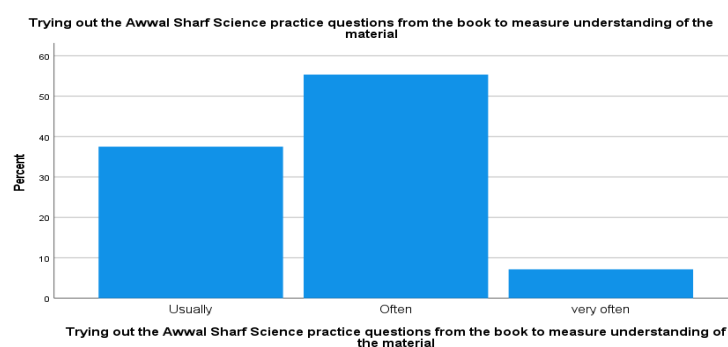 Trying out the Awwal Sharf Science practice questions from the book to measure understanding of the
material
60
50
40
30
20
10
0
Percent
Usually
Often
very often
Trying out the Awwal Sharf Science practice questions from the book to measure understanding of
the material